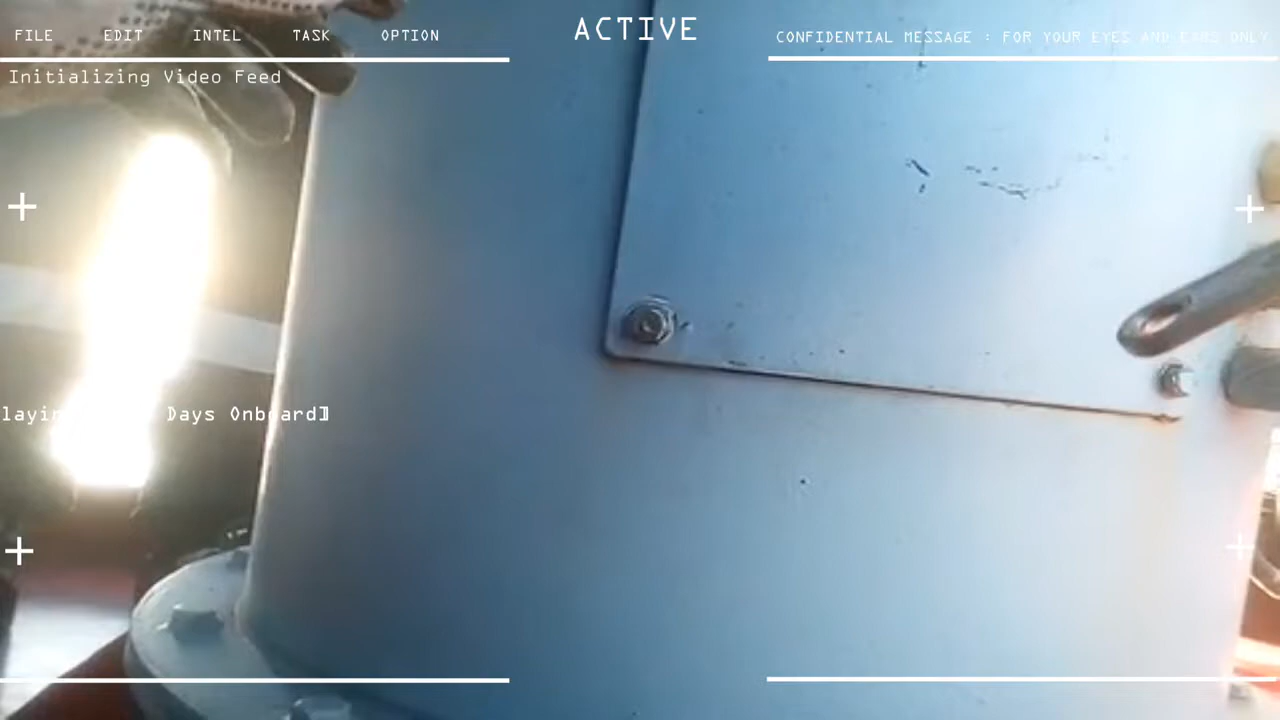 FILE EDIT INTEL TASK OPTION
ACTIVE
CONFIDENTIAL MESSAGE : FOR YOUR EYES AND EARS ONLY
Initializing Video Feed
Days Onboard]